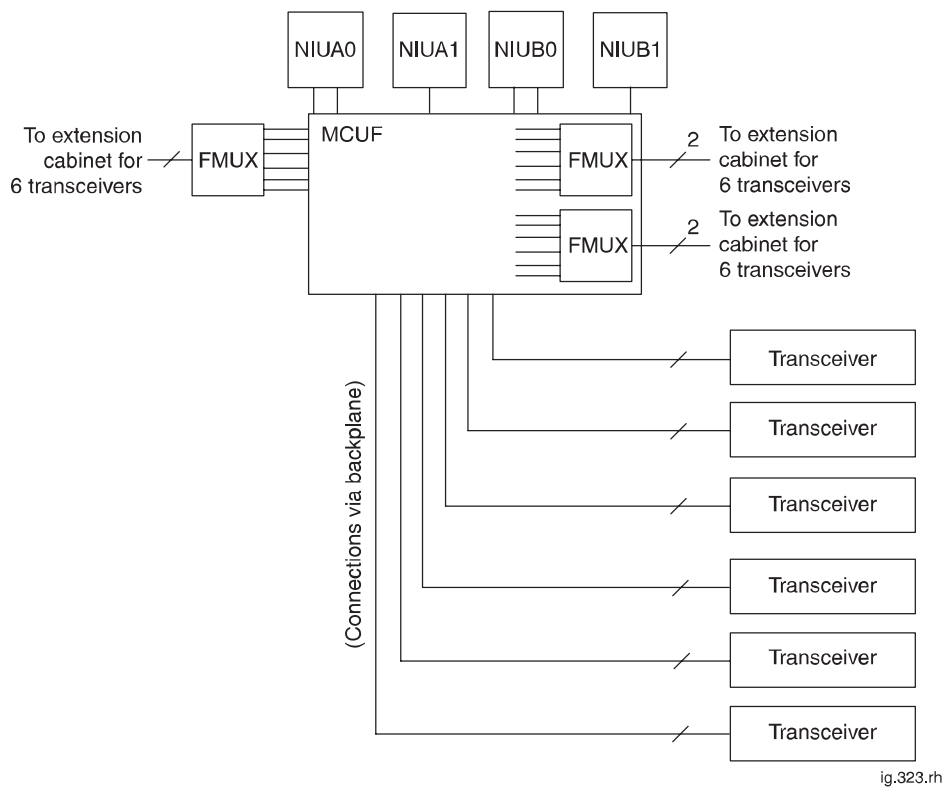 NIUA0
NIUA1
NIUB0
NIUB1
MCUF
To extension
cabinet for
6 transceivers
FMUX
FMUX
2
To extension
cabinet for
6 transceivers
FMUX
2
To extension
cabinet for
6 transceivers
(Connections via backplane)
Transceiver
Transceiver
Transceiver
Transceiver
Transceiver
Transceiver
ig.323.rh